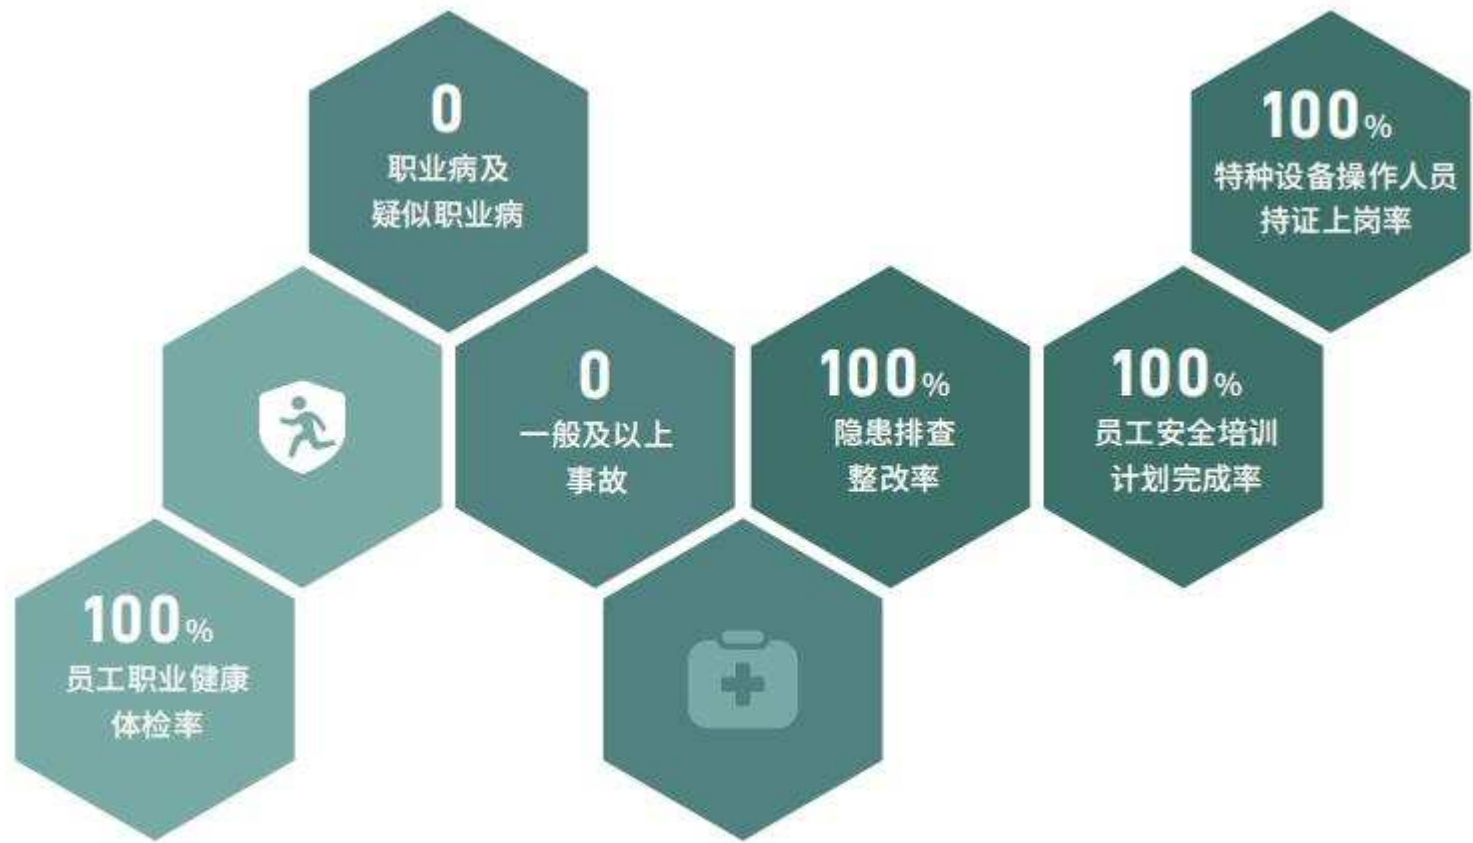 0
职业病及
疑似职业病
100%
特种设备操作人员
持证上岗率
0
一般及以上
事故
100%
隐患排查
整改率
100%
员工安全培训
计划完成率
100%
员工职业健康
体检率